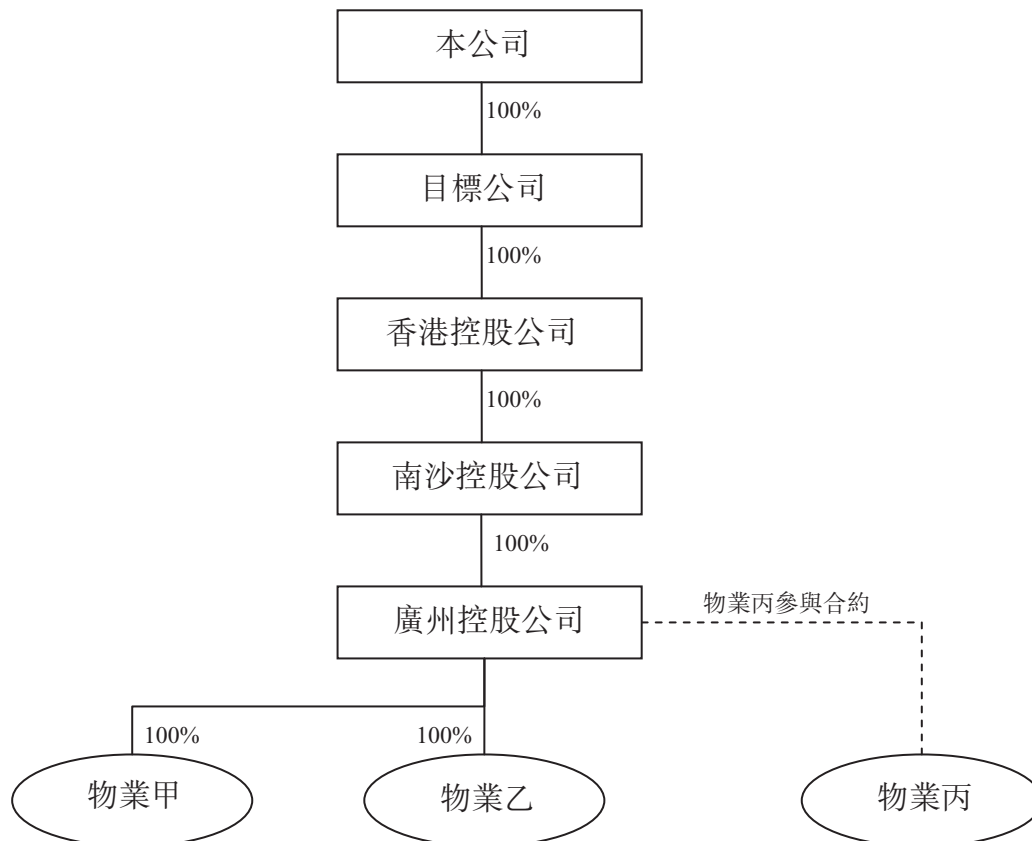 本公司
100%
目標公司
100%
香港控股公司
100%
南沙控股公司
100%
廣州控股公司
物業丙參與合約
100%
100%
物業甲
物業乙
物業丙